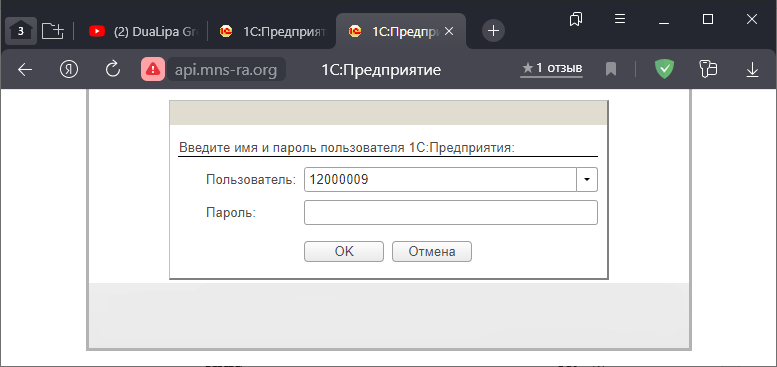 3
(2) DuaLipa Gr
1С:Предприят
1С:Предпр
Я
api.mns-ra.org
1С:Предприятие
★ 1 отзыв
Введите имя и пароль пользователя 1С:Предприятия:
Пользователь: 12000009
Пароль:
OK Отмена